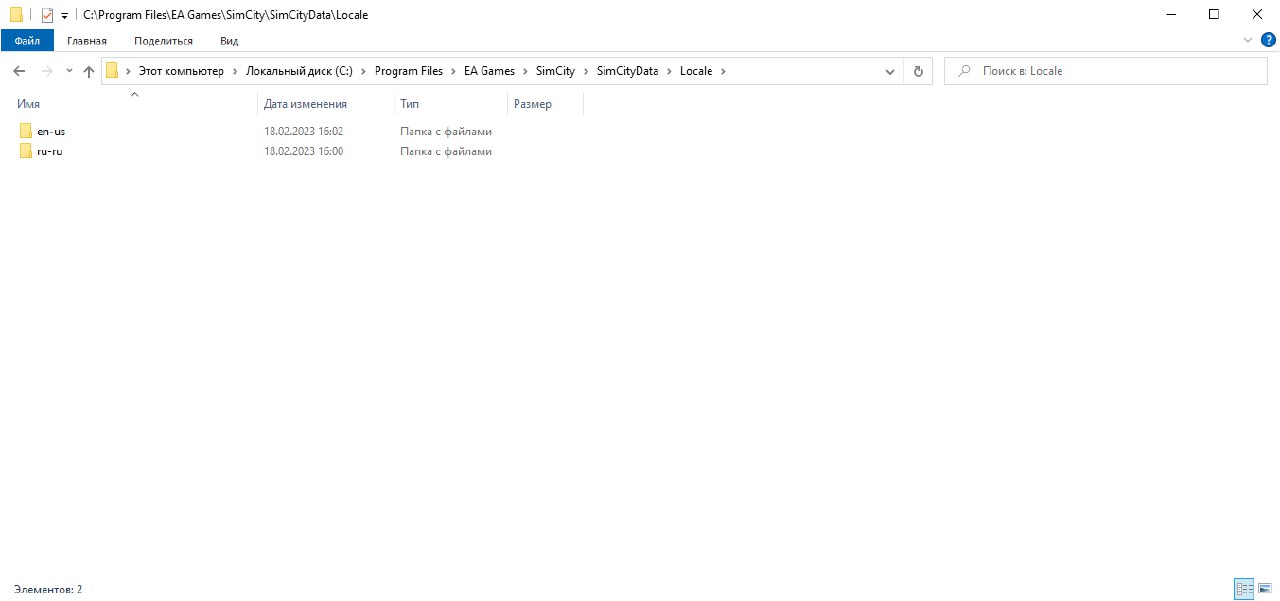 C:\Program Files\EA Games\SimCity\SimCityData\Locale
Файл Главная Поделиться Вид
Этот компьютер › Локальный диск (C:) › Program Files › EA Games › SimCity › SimCityData › Locale › Поиск в: Locale
Имя Дата изменения Тип Размер
en-us 18.02.2023 16:02 Папка с файлами
ru-ru 18.02.2023 16:00 Папка с файлами
Элементов: 2